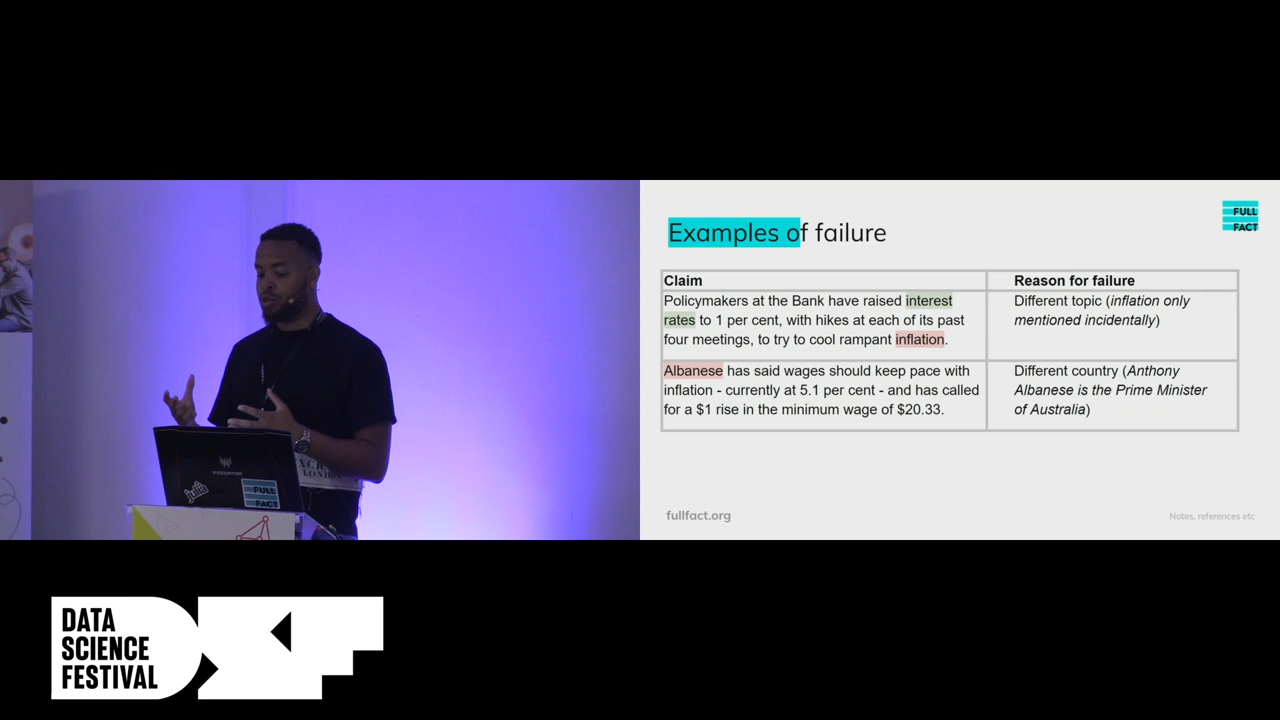 Examples of failure
FULL
FACT
Claim
Reason for failure
Policymakers at the Bank have raised interest
rates to 1 per cent, with hikes at each of its past
four meetings, to try to cool rampant inflation.
Different topic (inflation only
mentioned incidentally)
Albanese has said wages should keep pace with
inflation - currently at 5.1 per cent - and has called
for a $1 rise in the minimum wage of $20.33.
Different country (Anthony
Albanese is the Prime Minister
of Australia)
fullfact.org
Notes, references etc
PREDATOR
julia
FULL
FACT
LONDON
DATA
SCIENCE
FESTIVAL